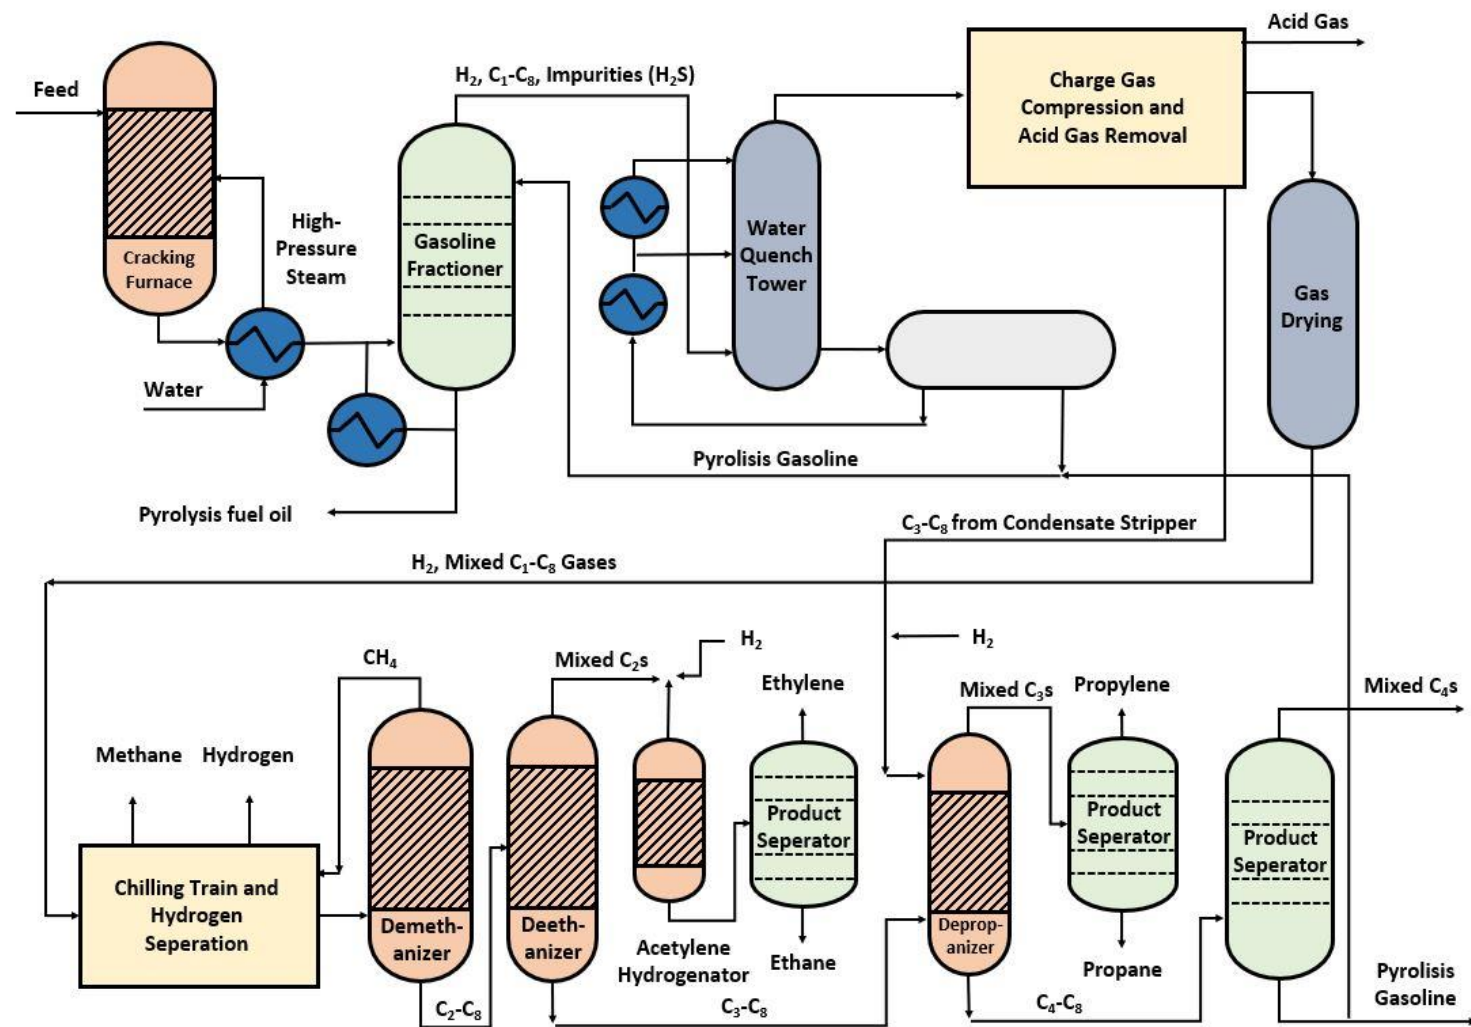 Feed
Cracking
Furnace
High-
Pressure
Steam
Water
H₂, C₁-C₈, Impurities (H₂S)
Gasoline
Fractioner
Pyrolysis fuel oil
Water
Quench
Tower
Charge Gas
Compression and
Acid Gas Removal
Acid Gas
Gas
Drying
Pyrolisis Gasoline
C₃-C₈ from Condensate Stripper
H₂, Mixed C₁-C₈ Gases
Methane
Hydrogen
Chilling Train and
Hydrogen
Seperation
CH₄
Demeth-
anizer
C₂-C₈
Mixed C₂s
Deeth-
anizer
H₂
Acetylene
Hydrogenator
Ethylene
Product
Seperator
Ethane
C₃-C₈
H₂
Mixed C₃s
Deprop-
anizer
Propylene
Product
Seperator
Propane
C₄-C₈
Mixed C₄s
Product
Seperator
Pyrolisis
Gasoline